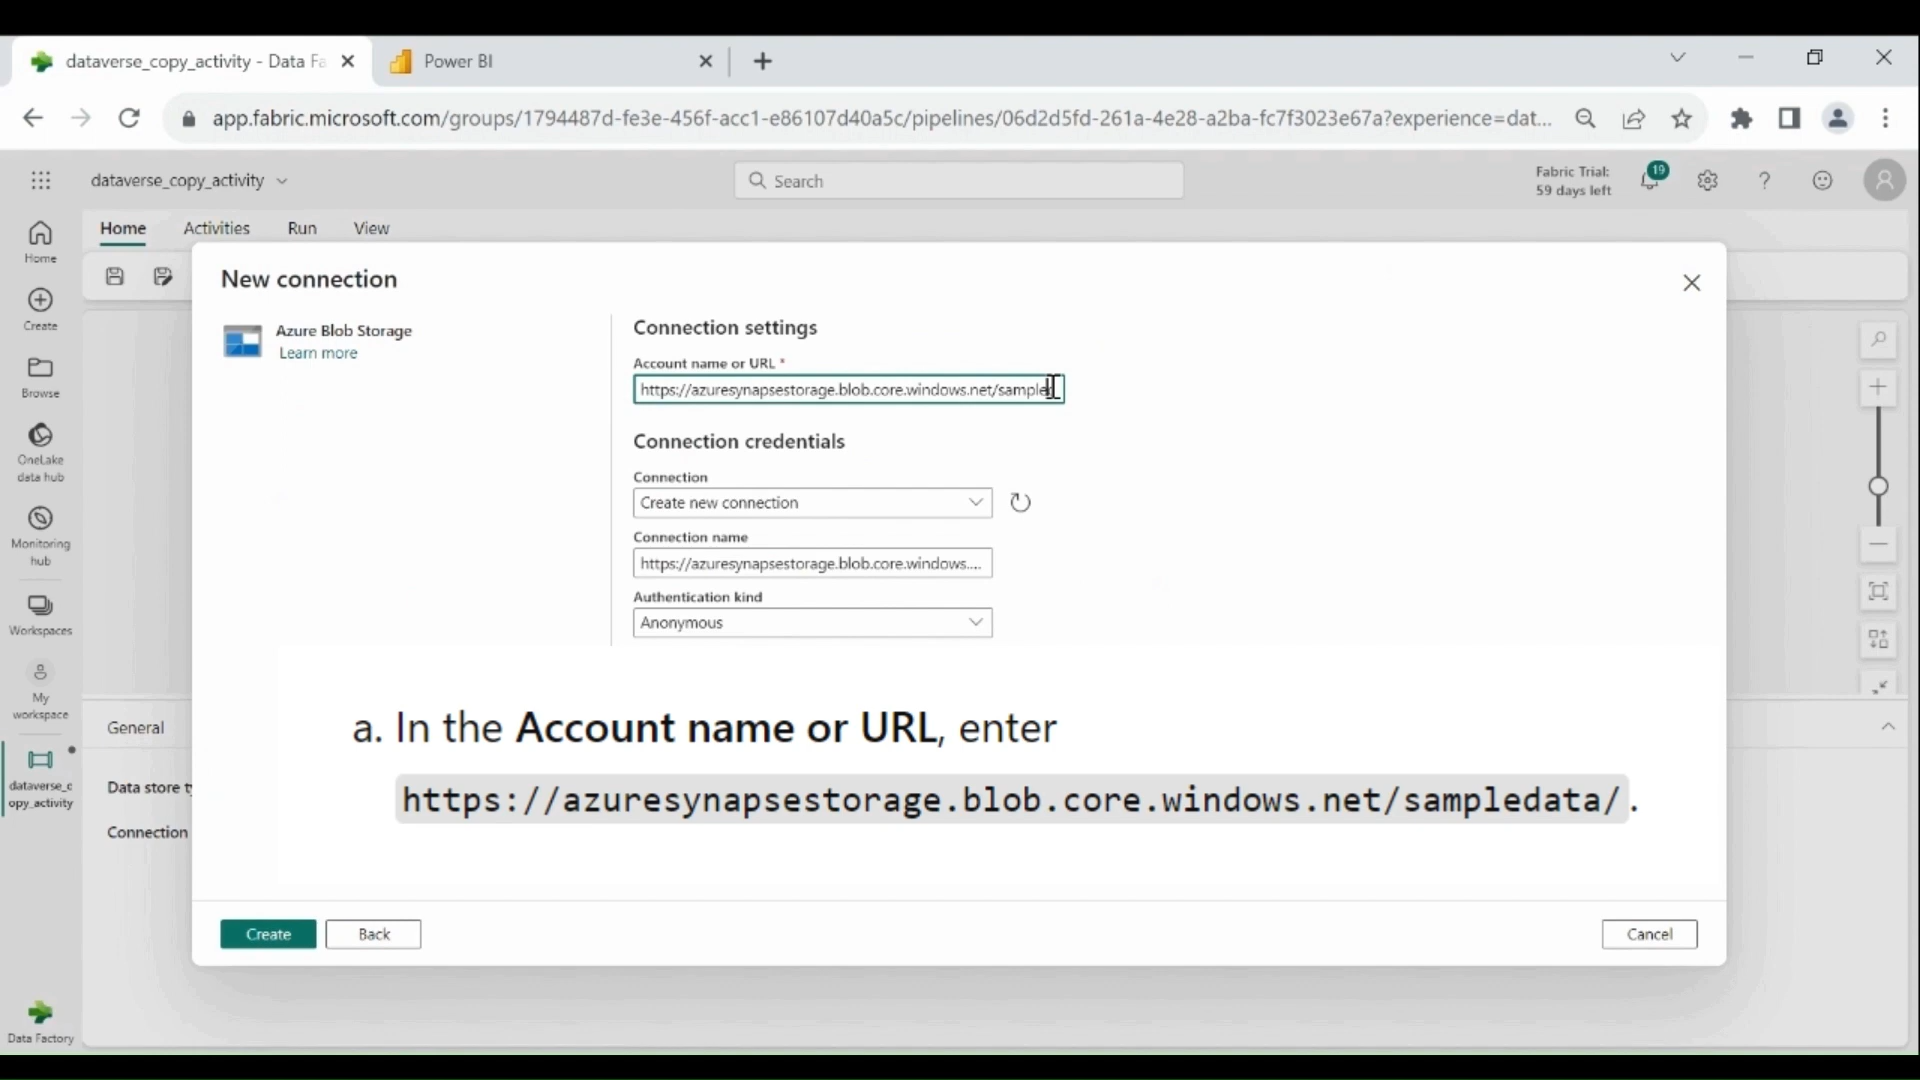 dataverse_copy_activity - Data Fa
Power BI
app.fabric.microsoft.com/groups/1794487d-fe3e-456f-acc1-e86107d40a5c/pipelines/06d2d5fd-261a-4e28-a2ba-fc7f3023e67a?experience=dat...
dataverse_copy_activity
Search
Fabric Trial:
59 days left
19
Home
Activities
Run
View
Home
Create
Browse
OneLake
data hub
Monitoring
hub
Workspaces
My
workspace
dataverse_c
opy_activity
Data Factory
New connection
Azure Blob Storage
Learn more
Connection settings
Account name or URL *
https://azuresynapsestorage.blob.core.windows.net/sample
Connection credentials
Connection
Create new connection
Connection name
https://azuresynapsestorage.blob.core.windows....
Authentication kind
Anonymous
General
Data store t
Connection
a. In the Account name or URL, enter
https://azuresynapsestorage.blob.core.windows.net/sampledata/.
Create
Back
Cancel